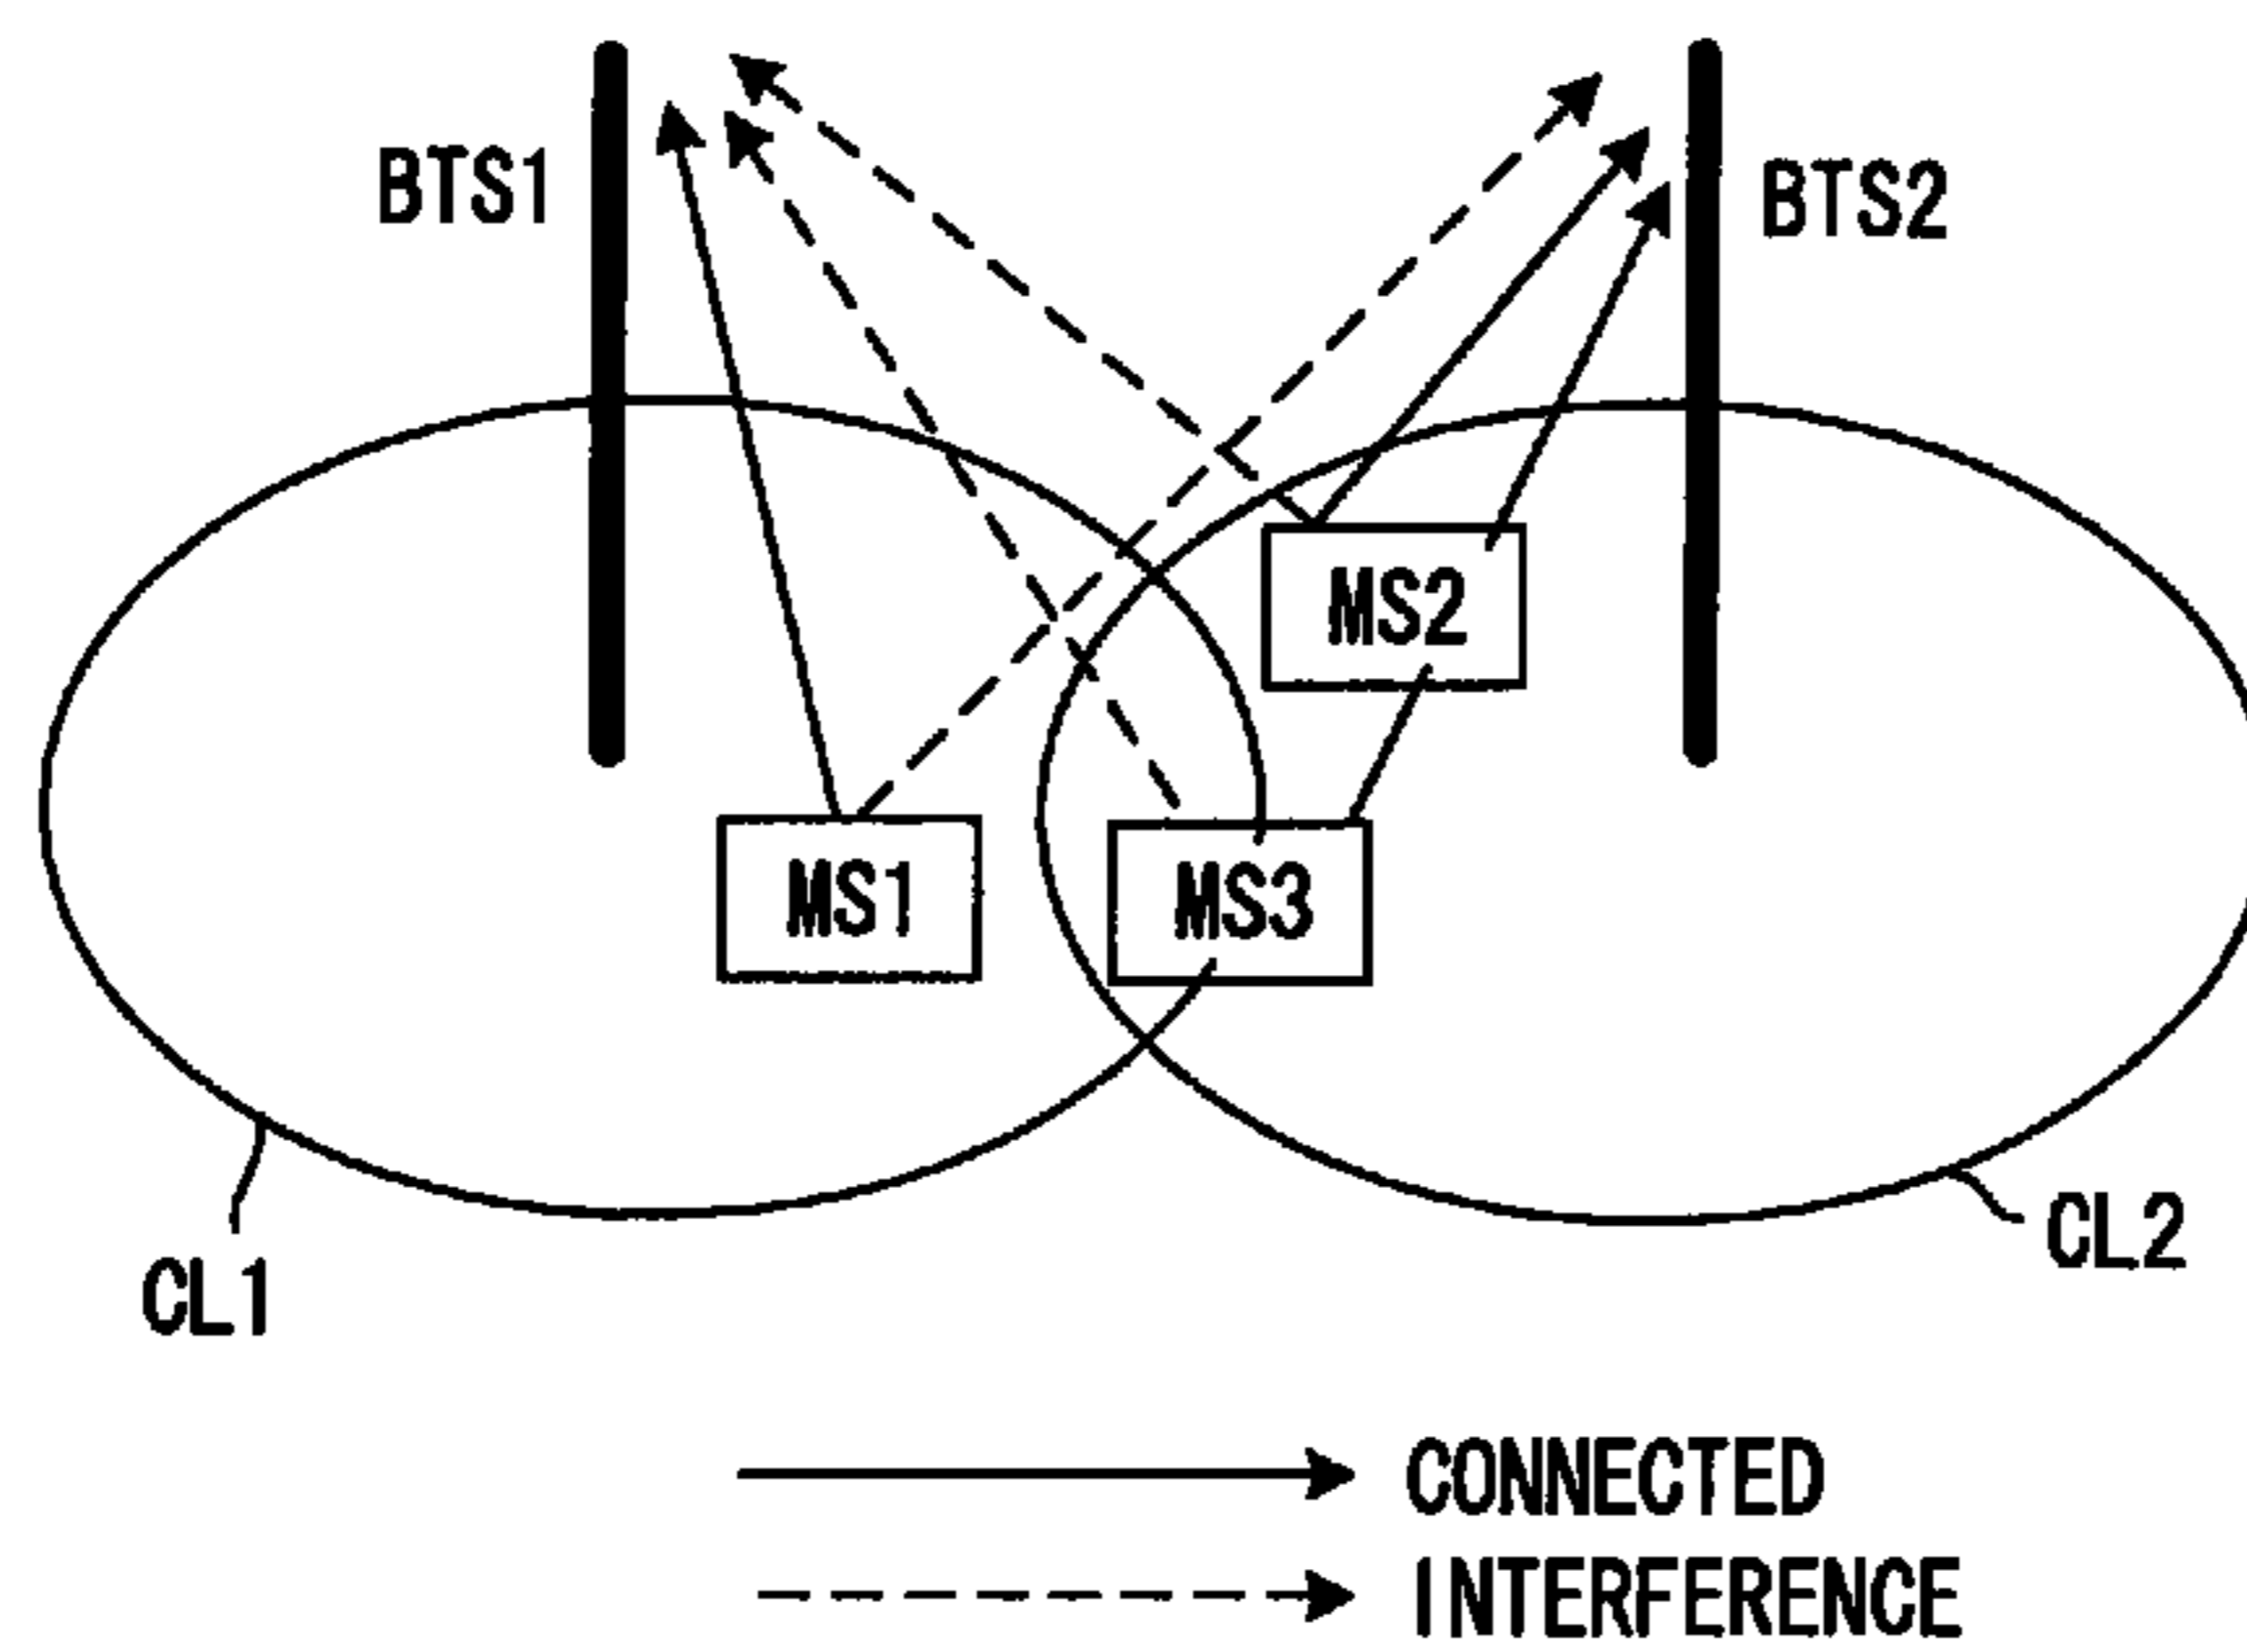 BTS1
BTS2
MS2
MS1
MS3
CL1
CL2
CONNECTED
INTERFERENCE